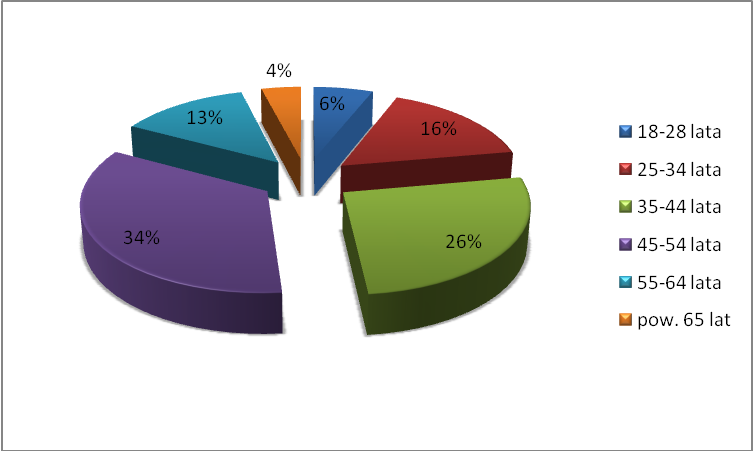 4%
6%
13%
16%
34%
26%
18-28 lata
25-34 lata
35-44 lata
45-54 lata
55-64 lata
pow. 65 lat